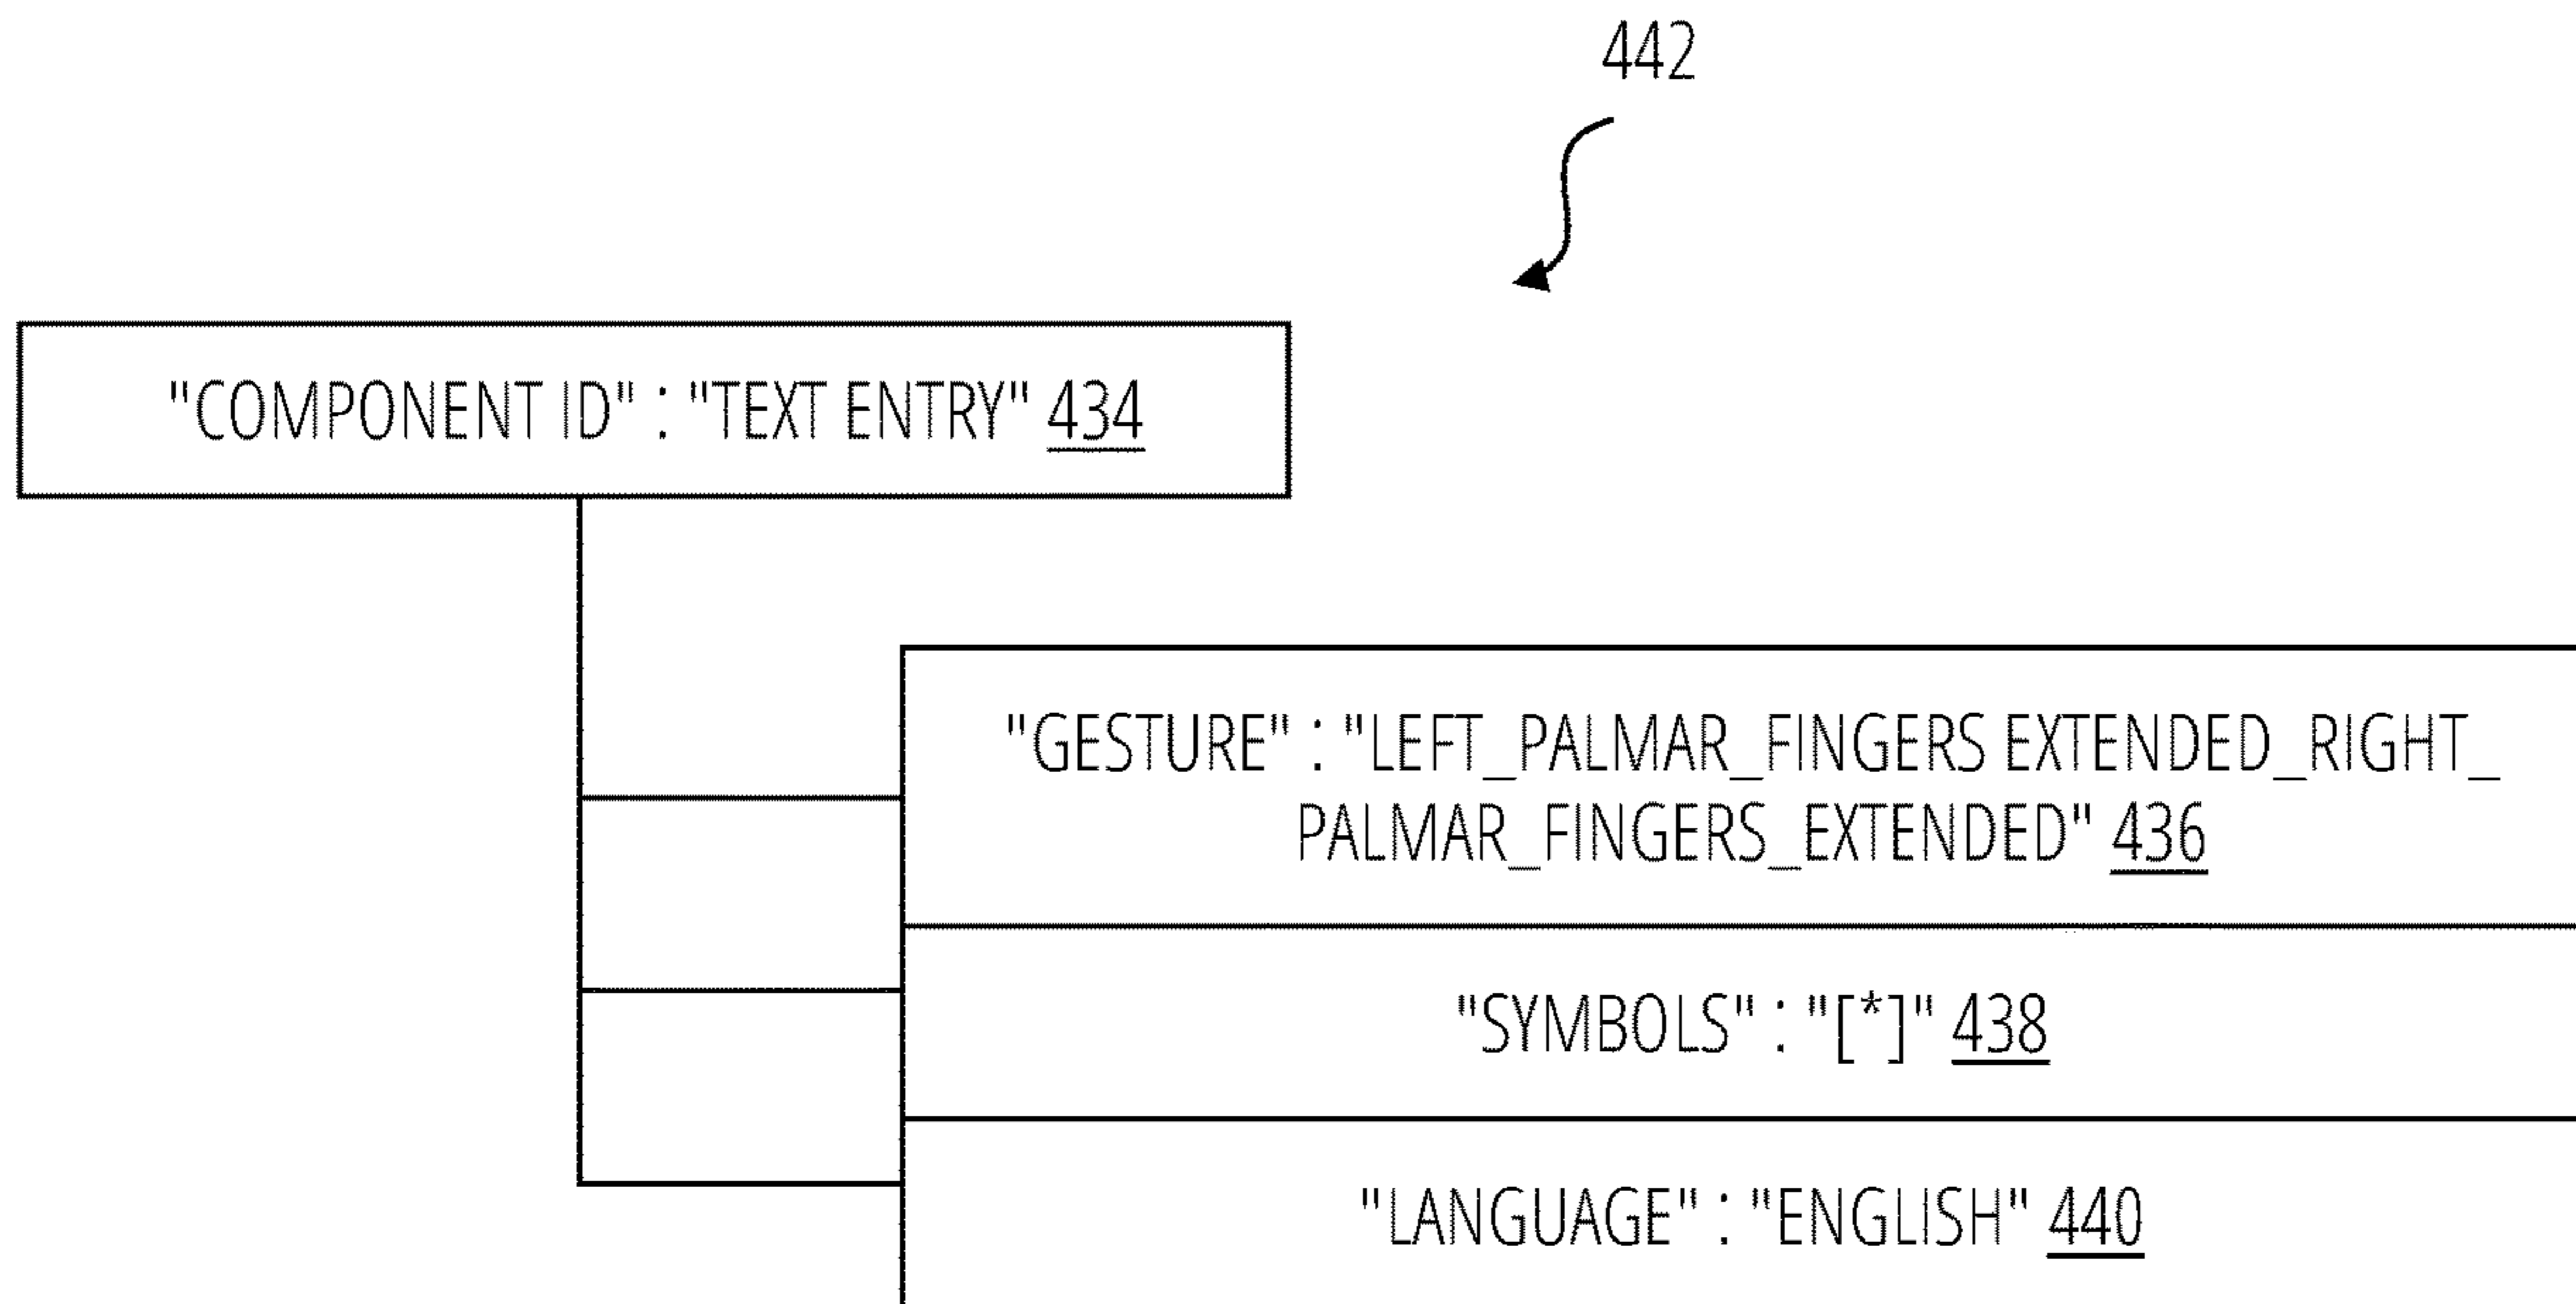 442
"COMPONENT ID" : "TEXT ENTRY" 434
"GESTURE" : "LEFT_PALMAR_FINGERS EXTENDED_RIGHT_
PALMAR_FINGERS_EXTENDED" 436
"SYMBOLS" : "[*]" 438
"LANGUAGE" : "ENGLISH" 440